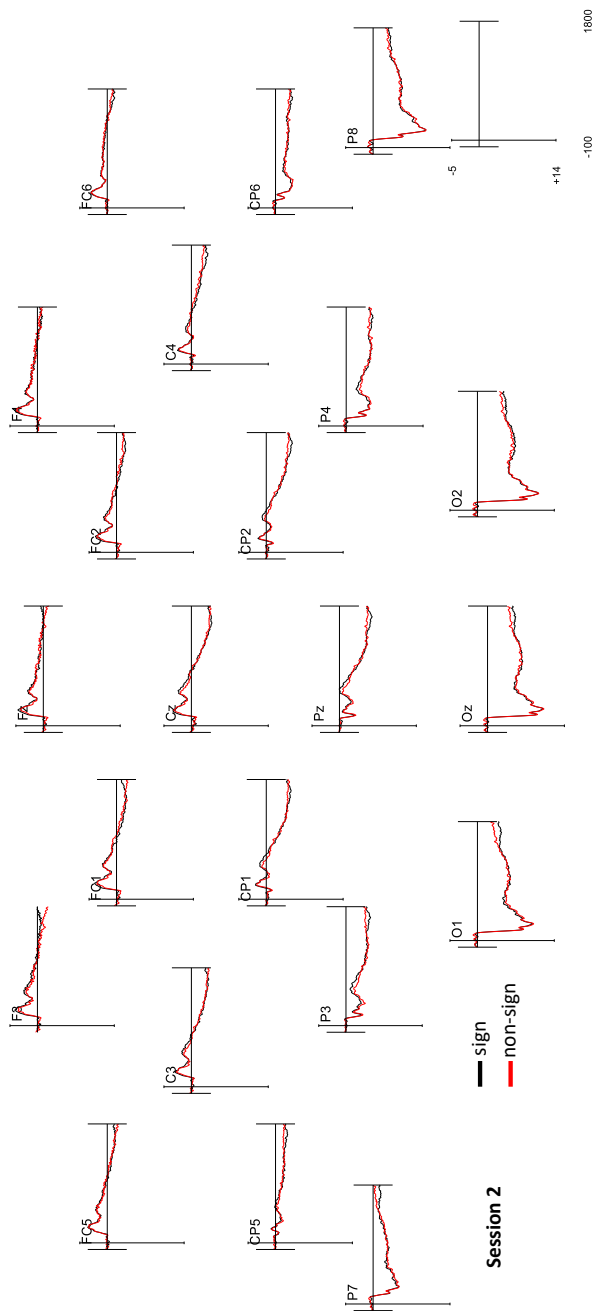 F3
Fz
F4
FC5
FC1
FC2
FC6
C3
Cz
C4
CP5
CP1
CP2
CP6
P7
P3
Pz
P4
P8
O1
Oz
O2
-5
+14
-100
1800
Session 2
sign
non-sign